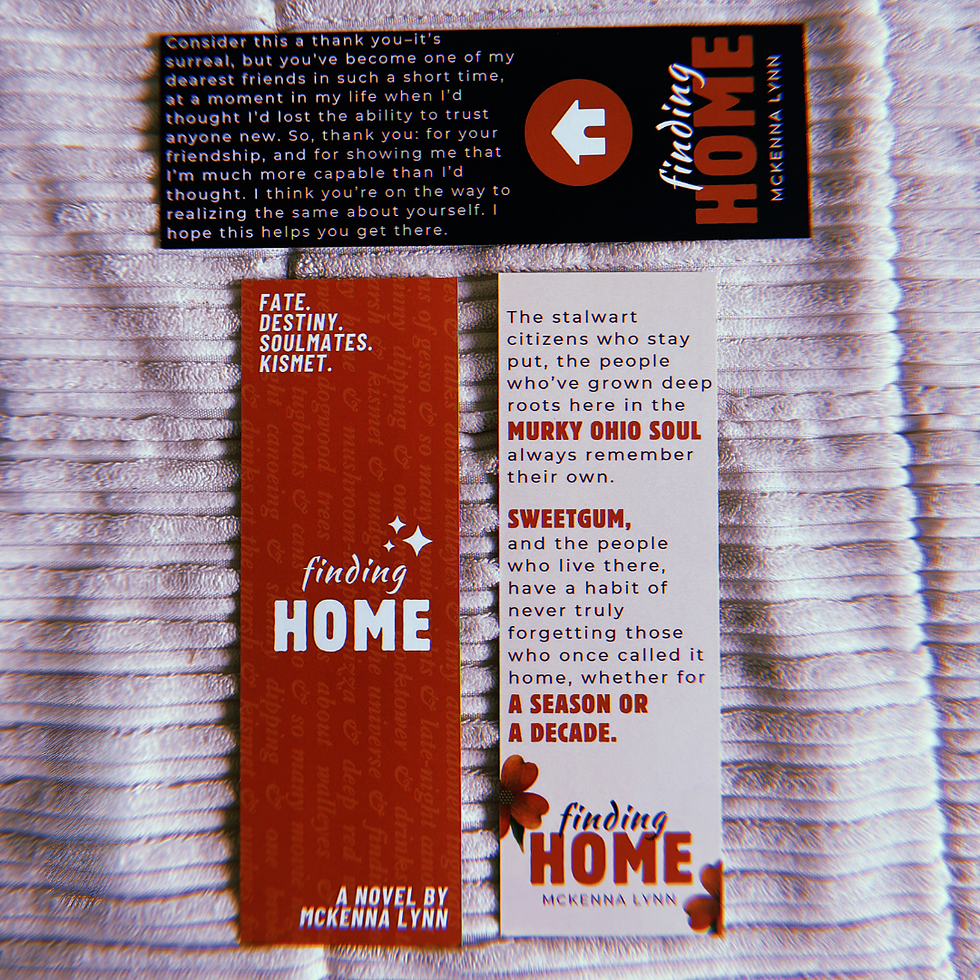 Consider this a thank you–it's
surreal, but you've become one of my
dearest friends in such a short time,
at a moment in my life when I'd
thought I'd lost the ability to trust
anyone new. So, thank you: for your
friendship, and for showing me that
I'm much more capable than I'd
thought. I think you're on the way to
realizing the same about yourself. I
hope this helps you get there.
finding
HOME
MCKENNA LYNN
FATE.
DESTINY.
SOULMATES.
KISMET.
finding
HOME
A NOVEL BY
MCKENNA LYNN
The stalwart
citizens who stay
put, the people
who've grown deep
roots here in the
MURKY OHIO SOUL
always remember
their own.
SWEETGUM,
and the people
who live there,
have a habit of
never truly
forgetting those
who once called it
home, whether for
A SEASON OR
A DECADE.
finding
HOME
MCKENNA LYNN